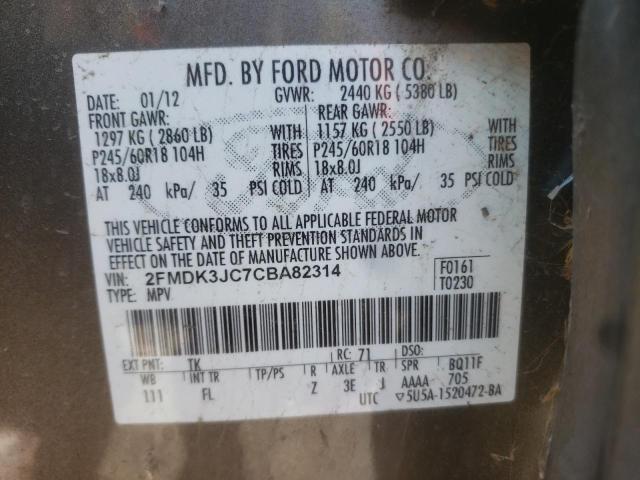 MFD. BY FORD MOTOR CO.
DATE: 01/12 GVWR: 2440 KG ( 5380 LB)
FRONT GAWR: REAR GAWR:
1297 KG ( 2860 LB) WITH 1157 KG ( 2550 LB) WITH
P245/60R18 104H TIRES P245/60R18 104H TIRES
18x8.0J RIMS 18x8.0J RIMS
AT 240 kPa/ 35 PSI COLD AT 240 kPa/ 35 PSI COLD
THIS VEHICLE CONFORMS TO ALL APPLICABLE FEDERAL MOTOR
VEHICLE SAFETY AND THEFT PREVENTION STANDARDS IN
EFFECT ON THE DATE OF MANUFACTURE SHOWN ABOVE.
VIN: 2FMDK3JC7CBA82314 F0161
TYPE: MPV T0230
EXT PNT: TK RC: 71 DSO:
WB INT TR TP/PS R AXLE TR SPR BQ11F
111 FL Z 3E J AAAA 705
UTC ▽5U5A-1520472-BA